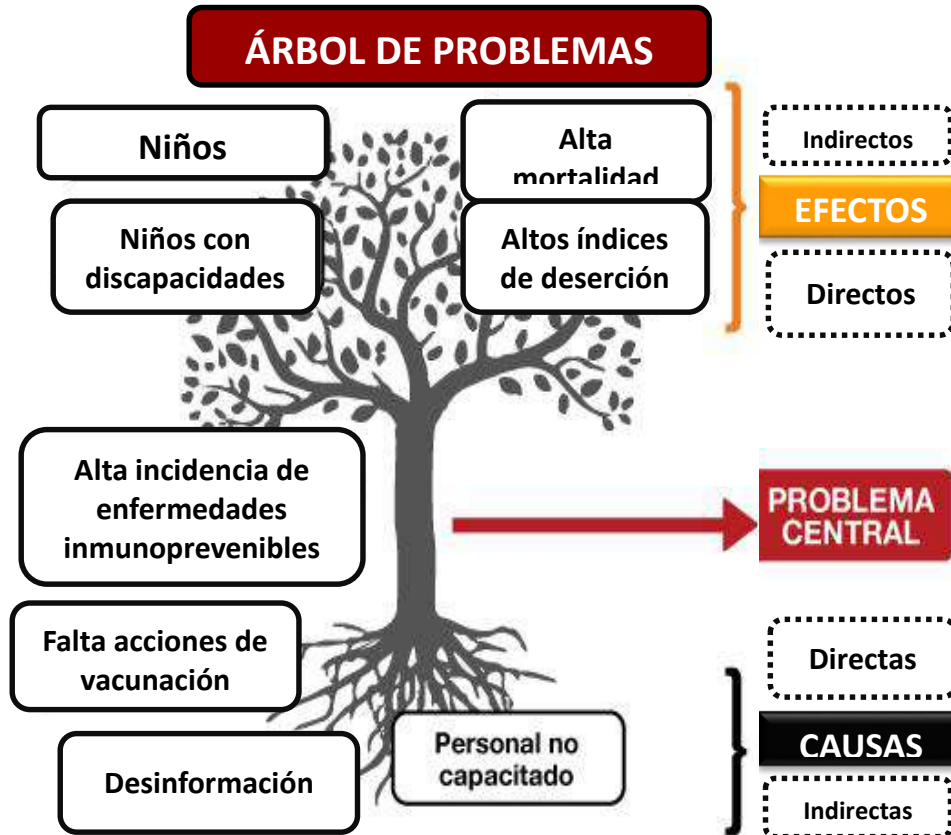 ÁRBOL DE PROBLEMAS
Niños
Alta
mortalidad
Indirectos
EFECTOS
Niños con
discapacidades
Altos índices
de deserción
Directos
Alta incidencia de
enfermedades
inmunoprevenibles
PROBLEMA
CENTRAL
Falta acciones de
vacunación
Directas
Personal no
capacitado
CAUSAS
Desinformación
Indirectas